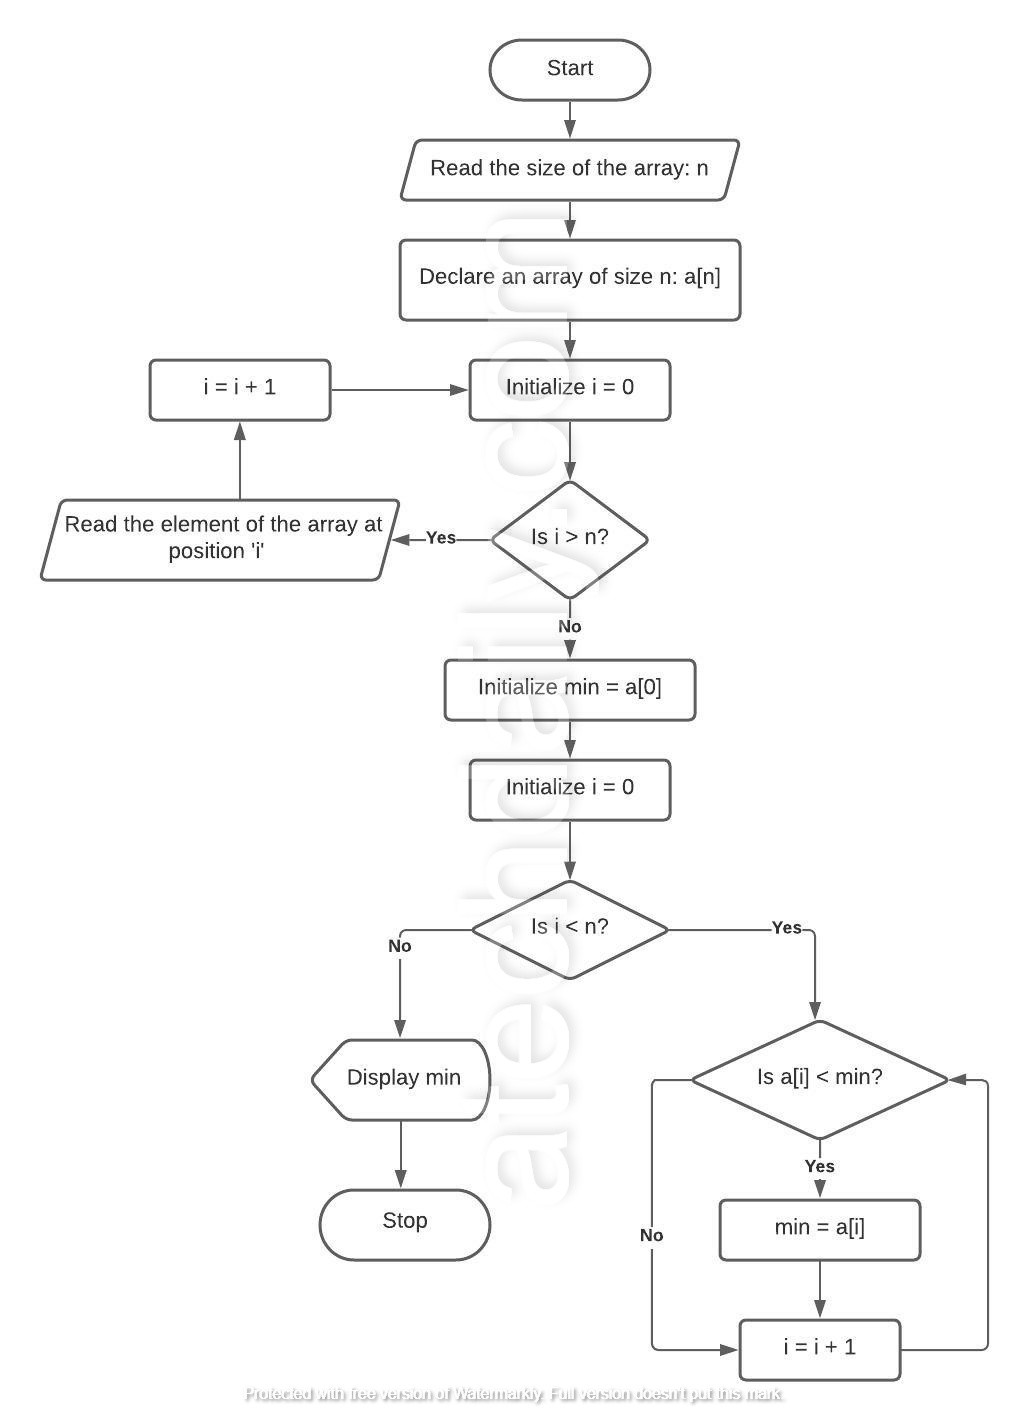 Start
Read the size of the array: n
Declare an array of size n: a[n]
i = i + 1
Initialize i = 0
Read the element of the array at
position 'i'
Yes
Is i > n?
No
Initialize min = a[0]
Initialize i = 0
Is i < n?
No
Yes
Display min
Is a[i] < min?
Yes
Stop
min = a[i]
No
i = i + 1
atechdaily.com
Protected with free version of Watermarkly. Full version doesn't put this mark.